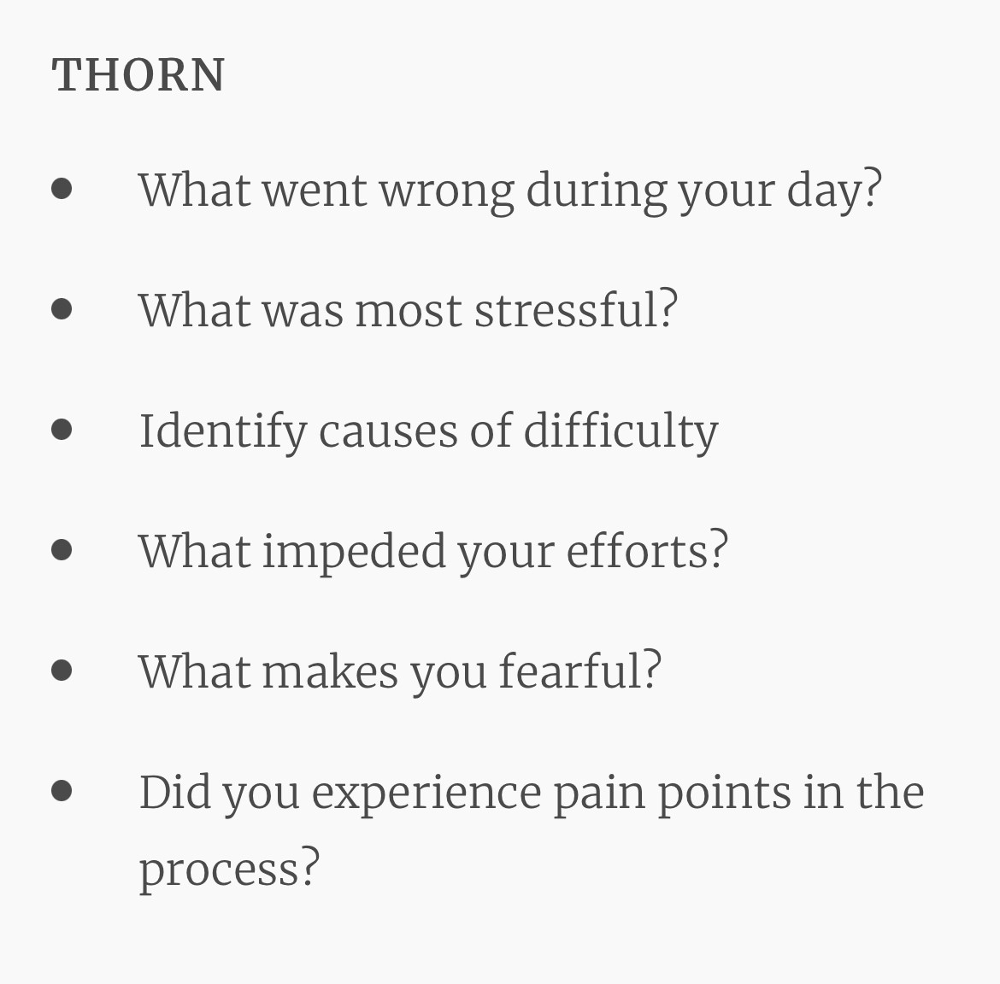 THORN
• What went wrong during your day?
• What was most stressful?
• Identify causes of difficulty
• What impeded your efforts?
• What makes you fearful?
• Did you experience pain points in the
process?